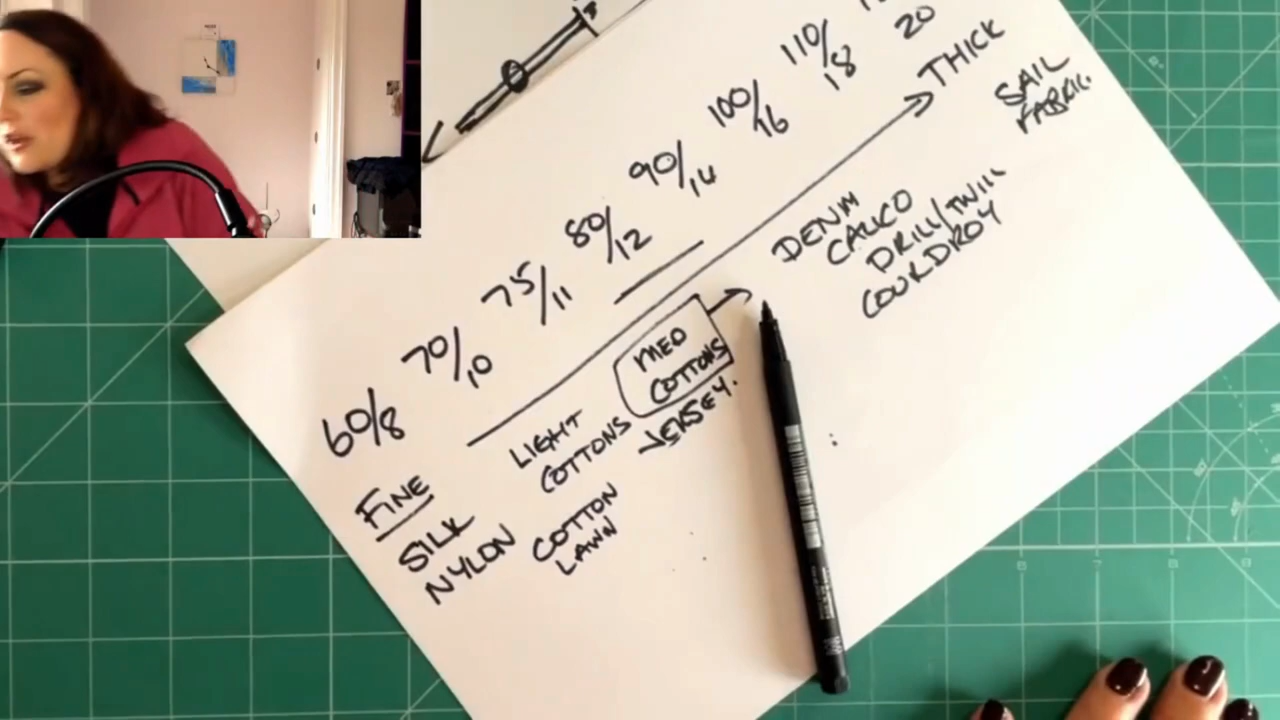 60/8
70/10
75/11
80/12
90/14
100/16
110/18
20
THICK
FINE
SILK
NYLON
LIGHT
COTTONS
COTTON
LAWN
MED
COTTONS
JERSEY.
DENIM
CALICO
DRILL/TWILL
COURDROY
SAIL
FABRIC.